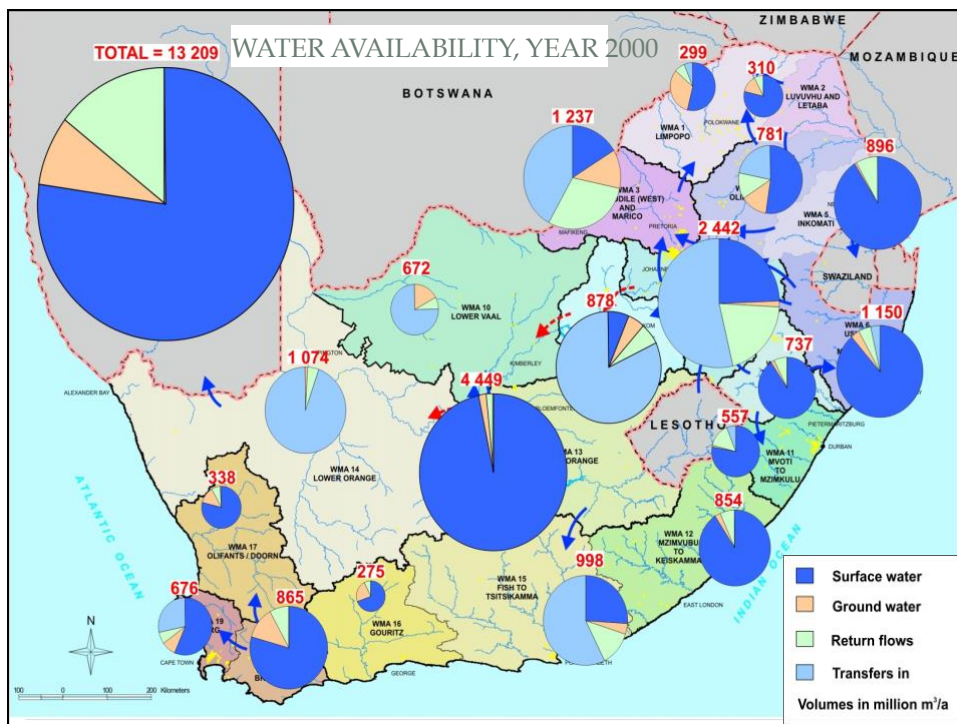 WATER AVAILABILITY, YEAR 2000
TOTAL = 13 209
ZIMBABWE
MOZAMBIQUE
BOTSWANA
299
310
WMA 2
LUVUVHU AND
LETABA
POLOKWANE
WMA 1
LIMPOPO
1 237
781
896
WMA 3
(WEST)
AND
MARICO
WMA 5
INKOMATI
MAFIKENG
PRETORIA
2 442
SWAZILAND
672
WMA 10
LOWER VAAL
878
WMA 6
1 150
KIMBERLEY
737
1 074
ALEXANDER BAY
4 449
LESOTHO
557
PIETERMARITZBURG
DURBAN
WMA 11
MVOTI
TO
MZIMKULU
WMA 14
LOWER ORANGE
13
ORANGE
338
854
ATLANTIC OCEAN
WMA 17
OLIFANTS / DOORN
WMA 12
MZIMVUBU
TO
KEISKAMMA
INDIAN OCEAN
998
275
WMA 15
FISH TO
TSITSIKAMMA
EAST LONDON
676
865
WMA 16
GOURITZ
19
CAPE TOWN
GEORGE
N
100 0 100 200 Kilometers
Surface water
Ground water
Return flows
Transfers in
Volumes in million m³/a